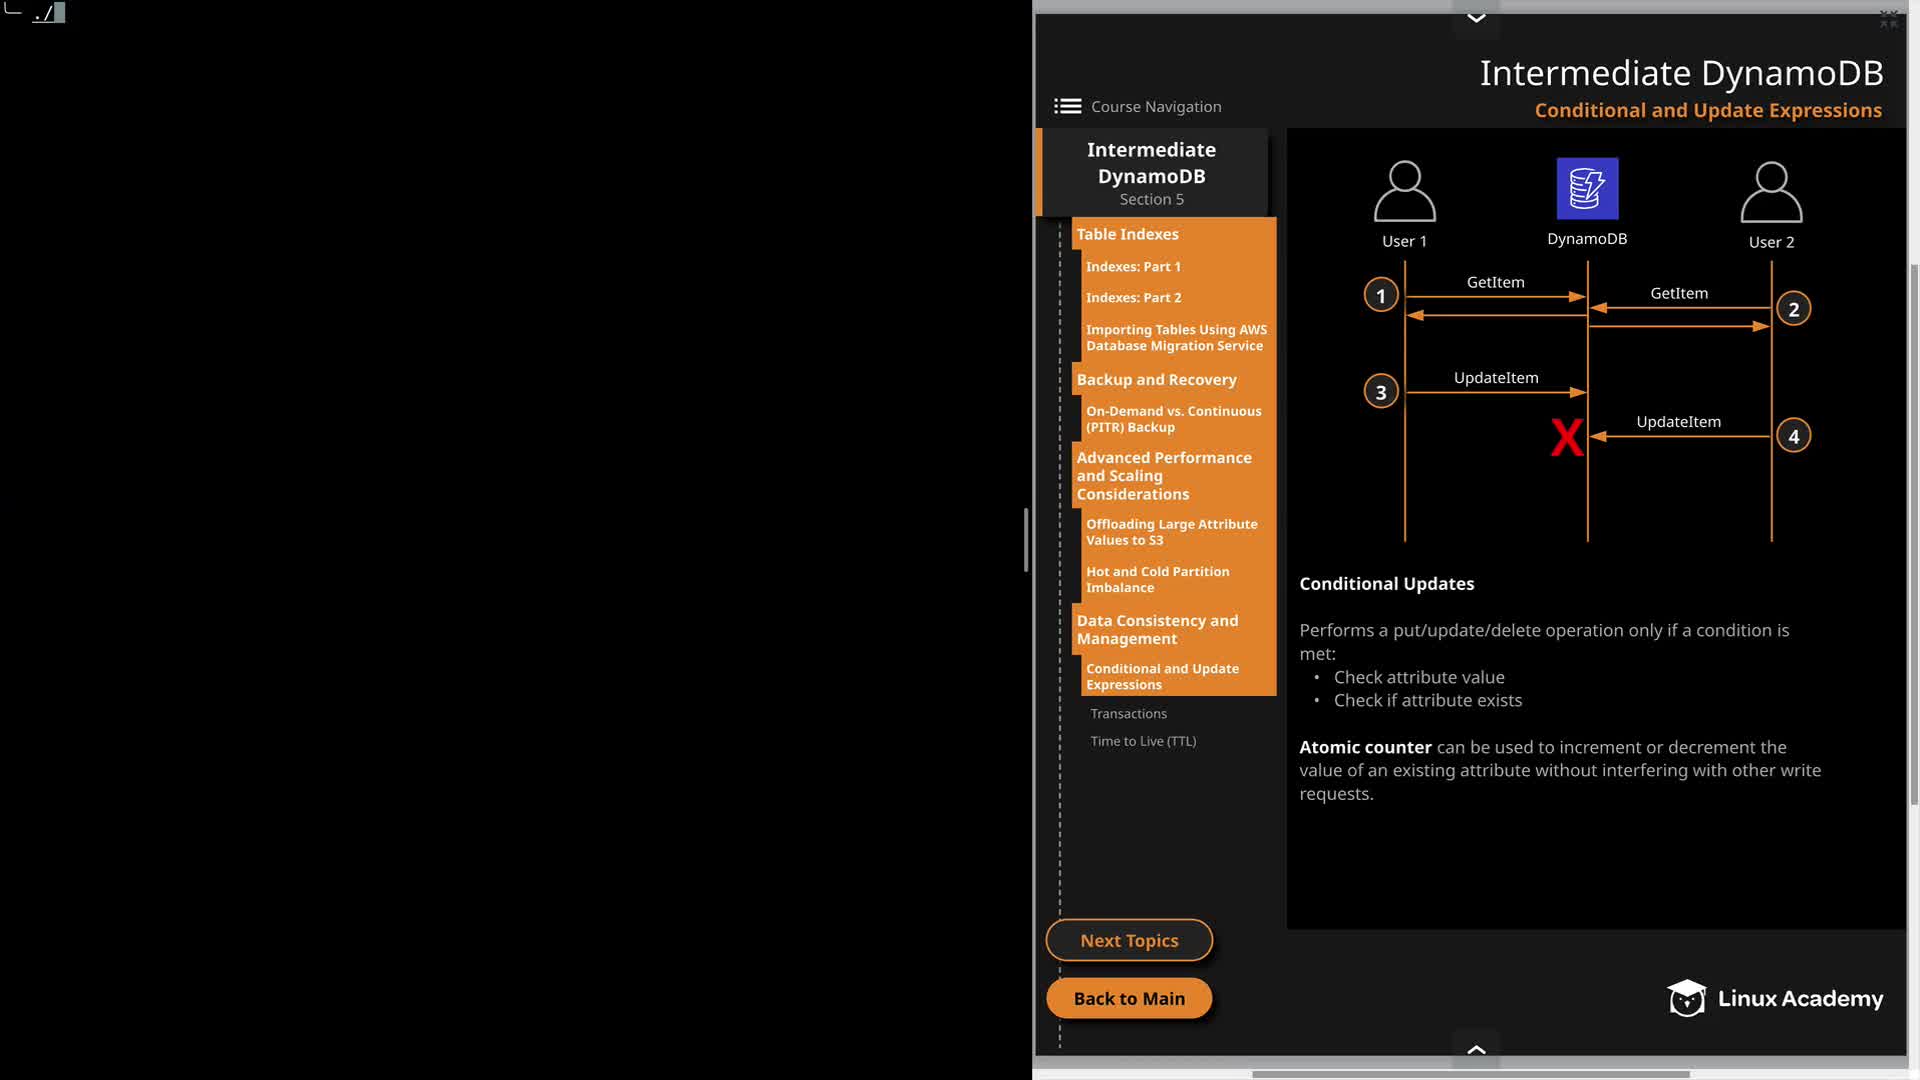 ./
Intermediate DynamoDB
Conditional and Update Expressions
Course Navigation
Intermediate
DynamoDB
Section 5
Table Indexes
Indexes: Part 1
Indexes: Part 2
Importing Tables Using AWS
Database Migration Service
Backup and Recovery
On-Demand vs. Continuous
(PITR) Backup
Advanced Performance
and Scaling
Considerations
Offloading Large Attribute
Values to S3
Hot and Cold Partition
Imbalance
Data Consistency and
Management
Conditional and Update
Expressions
Transactions
Time to Live (TTL)
Next Topics
Back to Main
User 1
DynamoDB
User 2
1
GetItem
GetItem
2
3
UpdateItem
X
UpdateItem
4
Conditional Updates
Performs a put/update/delete operation only if a condition is
met:
• Check attribute value
• Check if attribute exists
Atomic counter can be used to increment or decrement the
value of an existing attribute without interfering with other write
requests.
Linux Academy